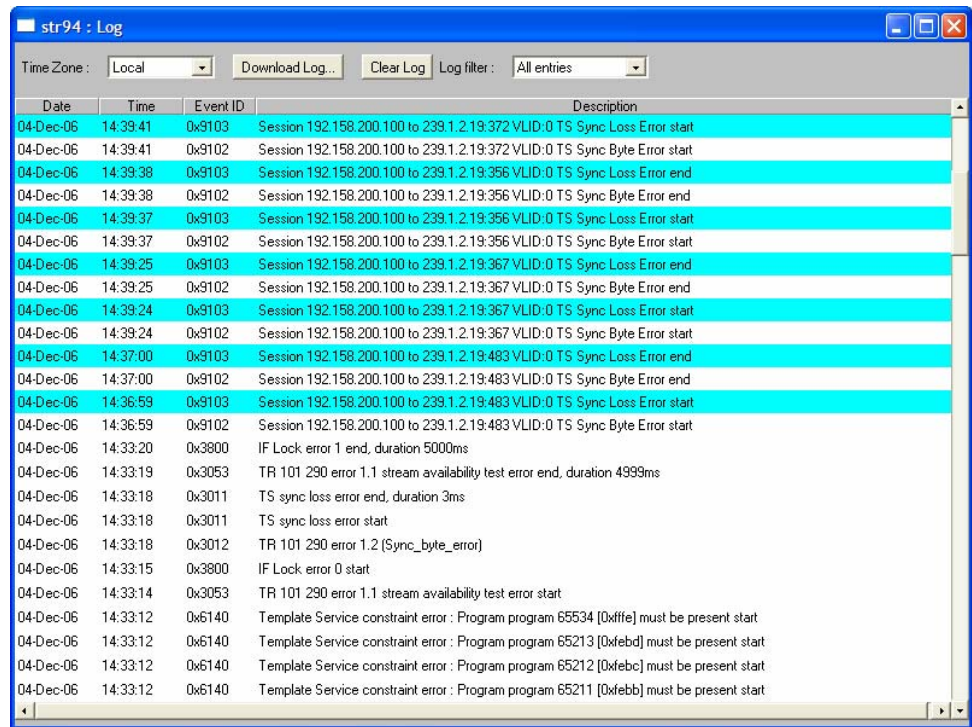 str94 : Log
Time Zone : Local Download Log... Clear Log Log filter : All entries
Date Time Event ID Description
04-Dec-06 14:39:41 0x9103 Session 192.158.200.100 to 239.1.2.19:372 VLID:0 TS Sync Loss Error start
04-Dec-06 14:39:41 0x9102 Session 192.158.200.100 to 239.1.2.19:372 VLID:0 TS Sync Byte Error start
04-Dec-06 14:39:38 0x9103 Session 192.158.200.100 to 239.1.2.19:356 VLID:0 TS Sync Loss Error end
04-Dec-06 14:39:38 0x9102 Session 192.158.200.100 to 239.1.2.19:356 VLID:0 TS Sync Byte Error end
04-Dec-06 14:39:37 0x9103 Session 192.158.200.100 to 239.1.2.19:356 VLID:0 TS Sync Loss Error start
04-Dec-06 14:39:37 0x9102 Session 192.158.200.100 to 239.1.2.19:356 VLID:0 TS Sync Byte Error start
04-Dec-06 14:39:25 0x9103 Session 192.158.200.100 to 239.1.2.19:367 VLID:0 TS Sync Loss Error end
04-Dec-06 14:39:25 0x9102 Session 192.158.200.100 to 239.1.2.19:367 VLID:0 TS Sync Byte Error end
04-Dec-06 14:39:24 0x9103 Session 192.158.200.100 to 239.1.2.19:367 VLID:0 TS Sync Loss Error start
04-Dec-06 14:39:24 0x9102 Session 192.158.200.100 to 239.1.2.19:367 VLID:0 TS Sync Byte Error start
04-Dec-06 14:37:00 0x9103 Session 192.158.200.100 to 239.1.2.19:483 VLID:0 TS Sync Loss Error end
04-Dec-06 14:37:00 0x9102 Session 192.158.200.100 to 239.1.2.19:483 VLID:0 TS Sync Byte Error end
04-Dec-06 14:36:59 0x9103 Session 192.158.200.100 to 239.1.2.19:483 VLID:0 TS Sync Loss Error start
04-Dec-06 14:36:59 0x9102 Session 192.158.200.100 to 239.1.2.19:483 VLID:0 TS Sync Byte Error start
04-Dec-06 14:33:20 0x3800 IF Lock error 1 end, duration 5000ms
04-Dec-06 14:33:19 0x3053 TR 101 290 error 1.1 stream availability test error end, duration 4999ms
04-Dec-06 14:33:18 0x3011 TS sync loss error end, duration 3ms
04-Dec-06 14:33:18 0x3011 TS sync loss error start
04-Dec-06 14:33:18 0x3012 TR 101 290 error 1.2 (Sync_byte_error)
04-Dec-06 14:33:15 0x3800 IF Lock error 0 start
04-Dec-06 14:33:14 0x3053 TR 101 290 error 1.1 stream availability test error start
04-Dec-06 14:33:12 0x6140 Template Service constraint error : Program program 65534 [0xfffe] must be present start
04-Dec-06 14:33:12 0x6140 Template Service constraint error : Program program 65213 [0xfebd] must be present start
04-Dec-06 14:33:12 0x6140 Template Service constraint error : Program program 65212 [0xfebc] must be present start
04-Dec-06 14:33:12 0x6140 Template Service constraint error : Program program 65211 [0xfebb] must be present start